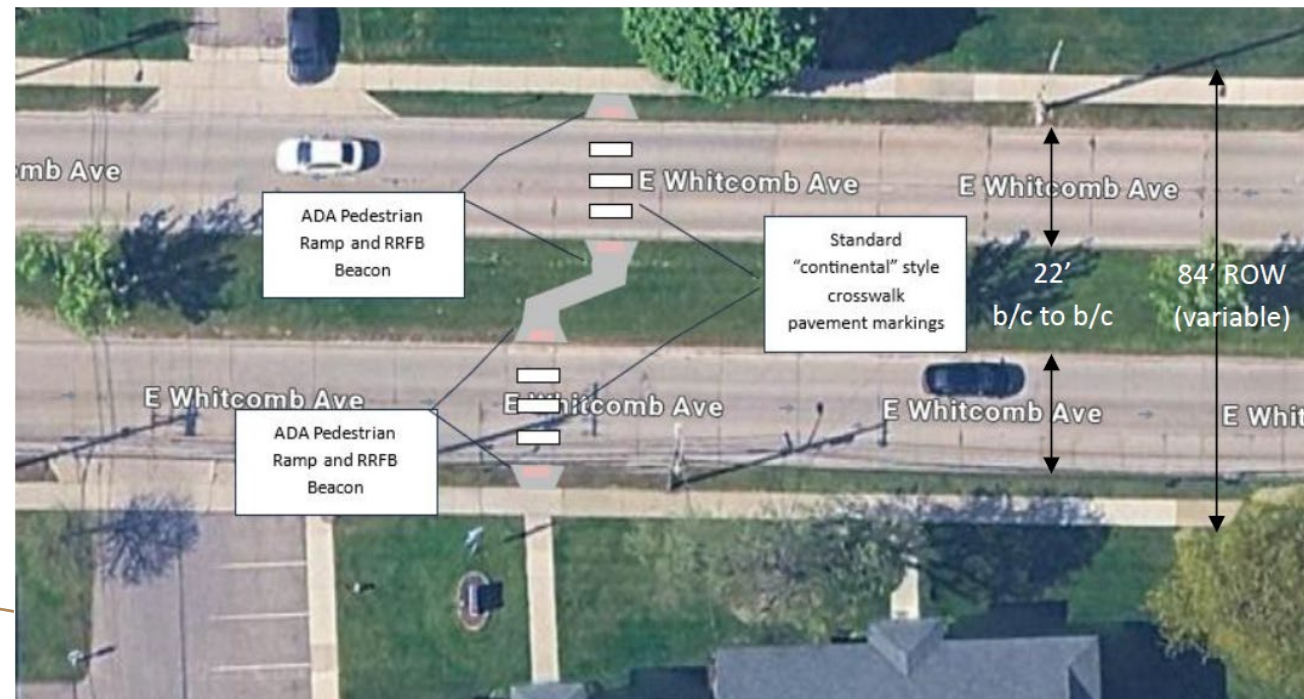 mb Ave
E Whitcomb Ave
E Whitcomb Ave
ADA Pedestrian
Ramp and RRFB
Beacon
Standard
“continental” style
crosswalk
pavement markings
22’
b/c to b/c
84’ ROW
(variable)
E Whitcomb Ave
E Whitcomb Ave
E Whitcomb Ave
E Whit
ADA Pedestrian
Ramp and RRFB
Beacon